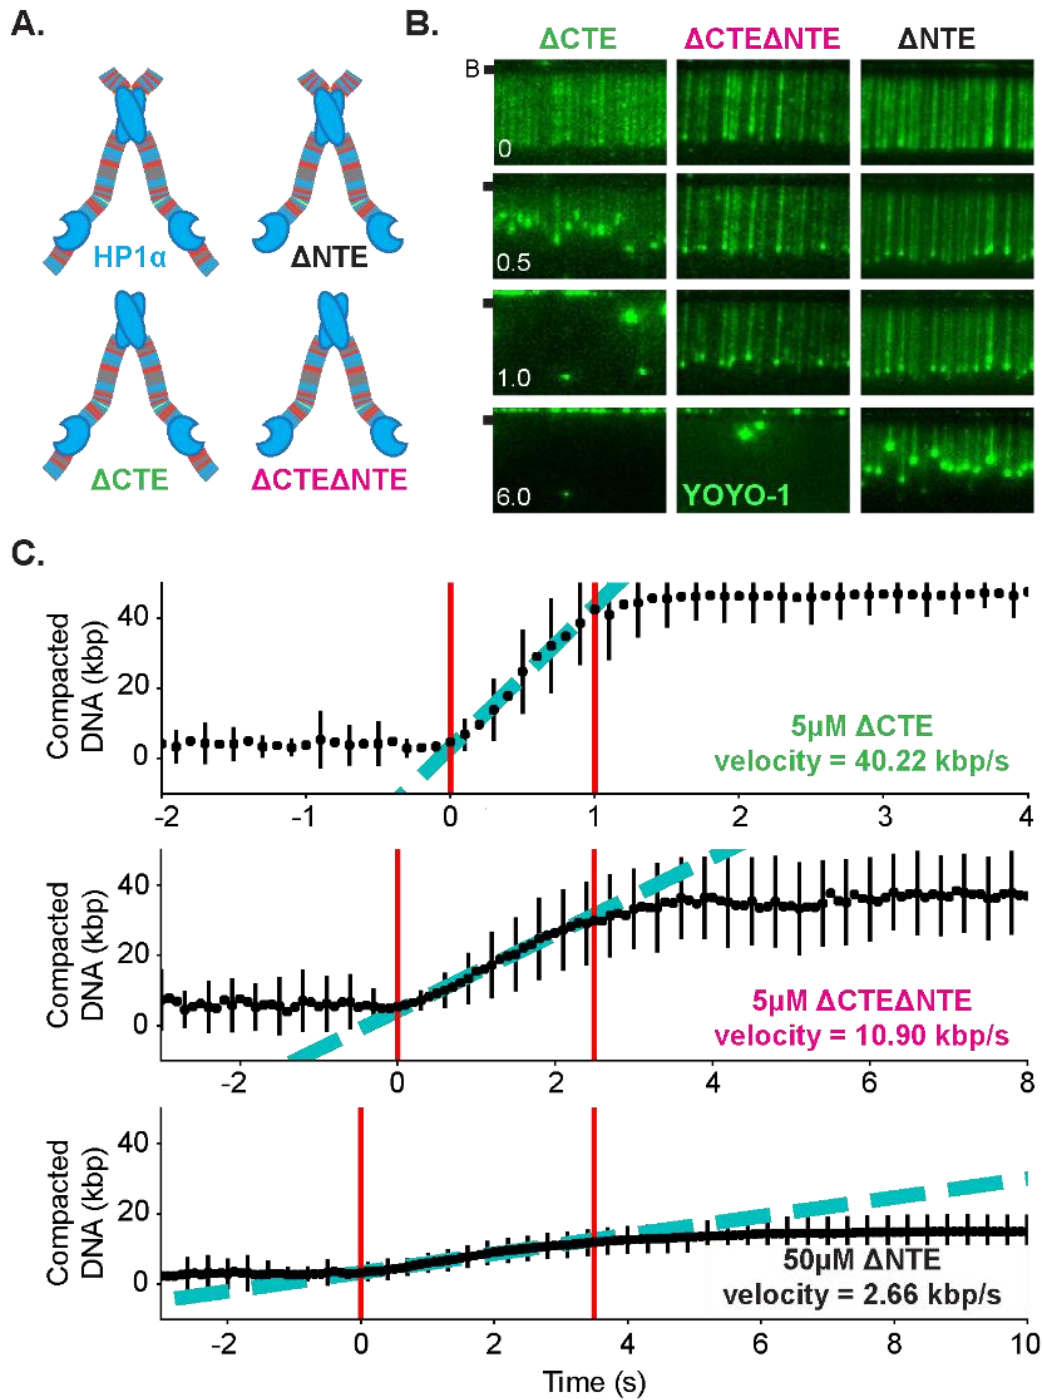 A.
HP1α
ΔNTE
ΔCTE
ΔCTEΔNTE
B.
ΔCTE
ΔCTEΔNTE
ΔNTE
B
0
0.5
1.0
6.0
YOYO-1
C.
Compacted
DNA (kbp)
40
20
0
5µM ΔCTE
velocity = 40.22 kbp/s
-2 -1 0 1 2 3 4
Compacted
DNA (kbp)
40
20
0
5µM ΔCTEΔNTE
velocity = 10.90 kbp/s
-2 0 2 4 6 8
Compacted
DNA (kbp)
40
20
0
50µM ΔNTE
velocity = 2.66 kbp/s
-2 0 2 4 6 8 10
Time (s)